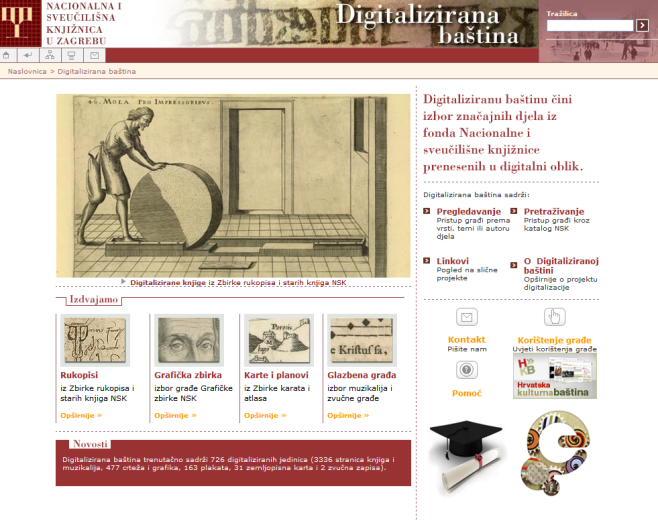 NACIONALNA I
SVEUČILIŠNA
KNJIŽNICA
U ZAGREBU
Digitalizirana
baština
Tražilica
Naslovnica > Digitalizirana baština
46. MOLA PRO IMPRESSORIBVS.
Digitalizirane knjige iz Zbirke rukopisa i starih knjiga NSK
Izdvajamo
Rukopisi
iz Zbirke rukopisa i
starih knjiga NSK
Opširnije »
Grafička zbirka
izbor građe Grafičke
zbirke NSK
Opširnije »
Karte i planovi
iz Zbirke karata i
atlasa
Opširnije »
e Kristus sa,
Glazbena građa
izbor muzikalija i
zvučne građe
Opširnije »
Novosti
Digitalizirana baština trenutačno sadrži 726 digitaliziranih jedinica (3336 stranica knjiga i
muzikalija, 477 crteža i grafika, 163 plakata, 31 zemljopisna karta i 2 zvučna zapisa).
Digitaliziranu baštinu čini
izbor značajnih djela iz
fonda Nacionalne i
sveučilišne knjižnice
prenesenih u digitalni oblik.
Digitalizirana baština sadrži:
Pregledavanje
Pristup građi prema
vrsti, temi ili autoru
djela
Pretraživanje
Pristup građi kroz
katalog NSK
Linkovi
Pogled na slične
projekte
O Digitaliziranoj
baštini
Opširnije o projektu
digitalizacije
Kontakt
Pišite nam
Korištenje građe
Uvjeti korištenja građe
Pomoć
Hrvatska
kulturnabaština